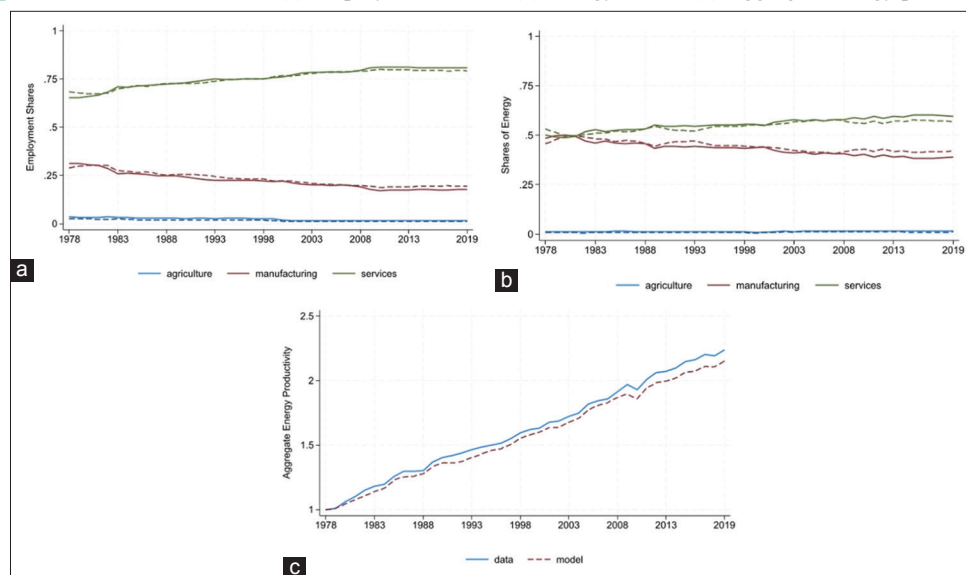 1
.75
.5
.25
0
Employment Shares
1978 1983 1988 1993 1998 2003 2008 2013 2019
agriculture manufacturing services
a
1
.75
.5
.25
0
Shares of Energy
1978 1983 1988 1993 1998 2003 2008 2013 2019
agriculture manufacturing services
b
2.5
2
1.5
1
Aggregate Energy Productivity
1978 1983 1988 1993 1998 2003 2008 2013 2019
data model
c